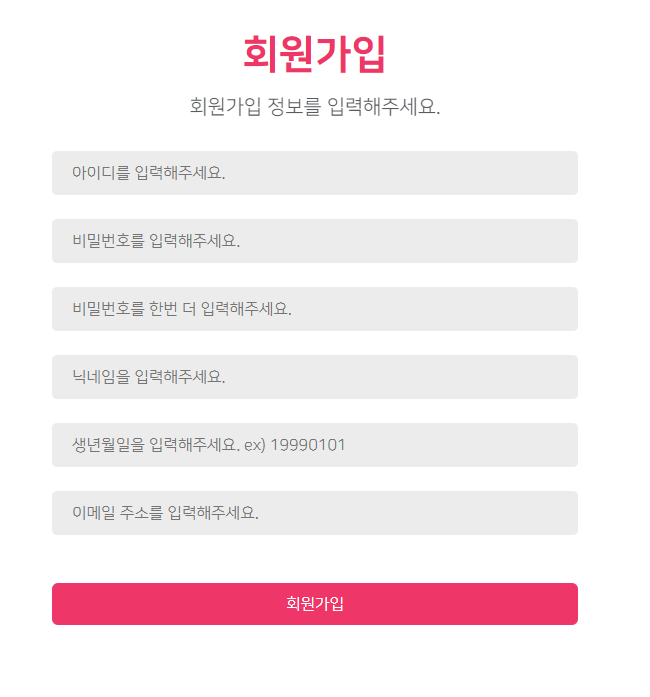 회원가입
회원가입 정보를 입력해주세요.
아이디를 입력해주세요.
비밀번호를 입력해주세요.
비밀번호를 한번 더 입력해주세요.
닉네임을 입력해주세요.
생년월일을 입력해주세요. ex) 19990101
이메일 주소를 입력해주세요.
회원가입